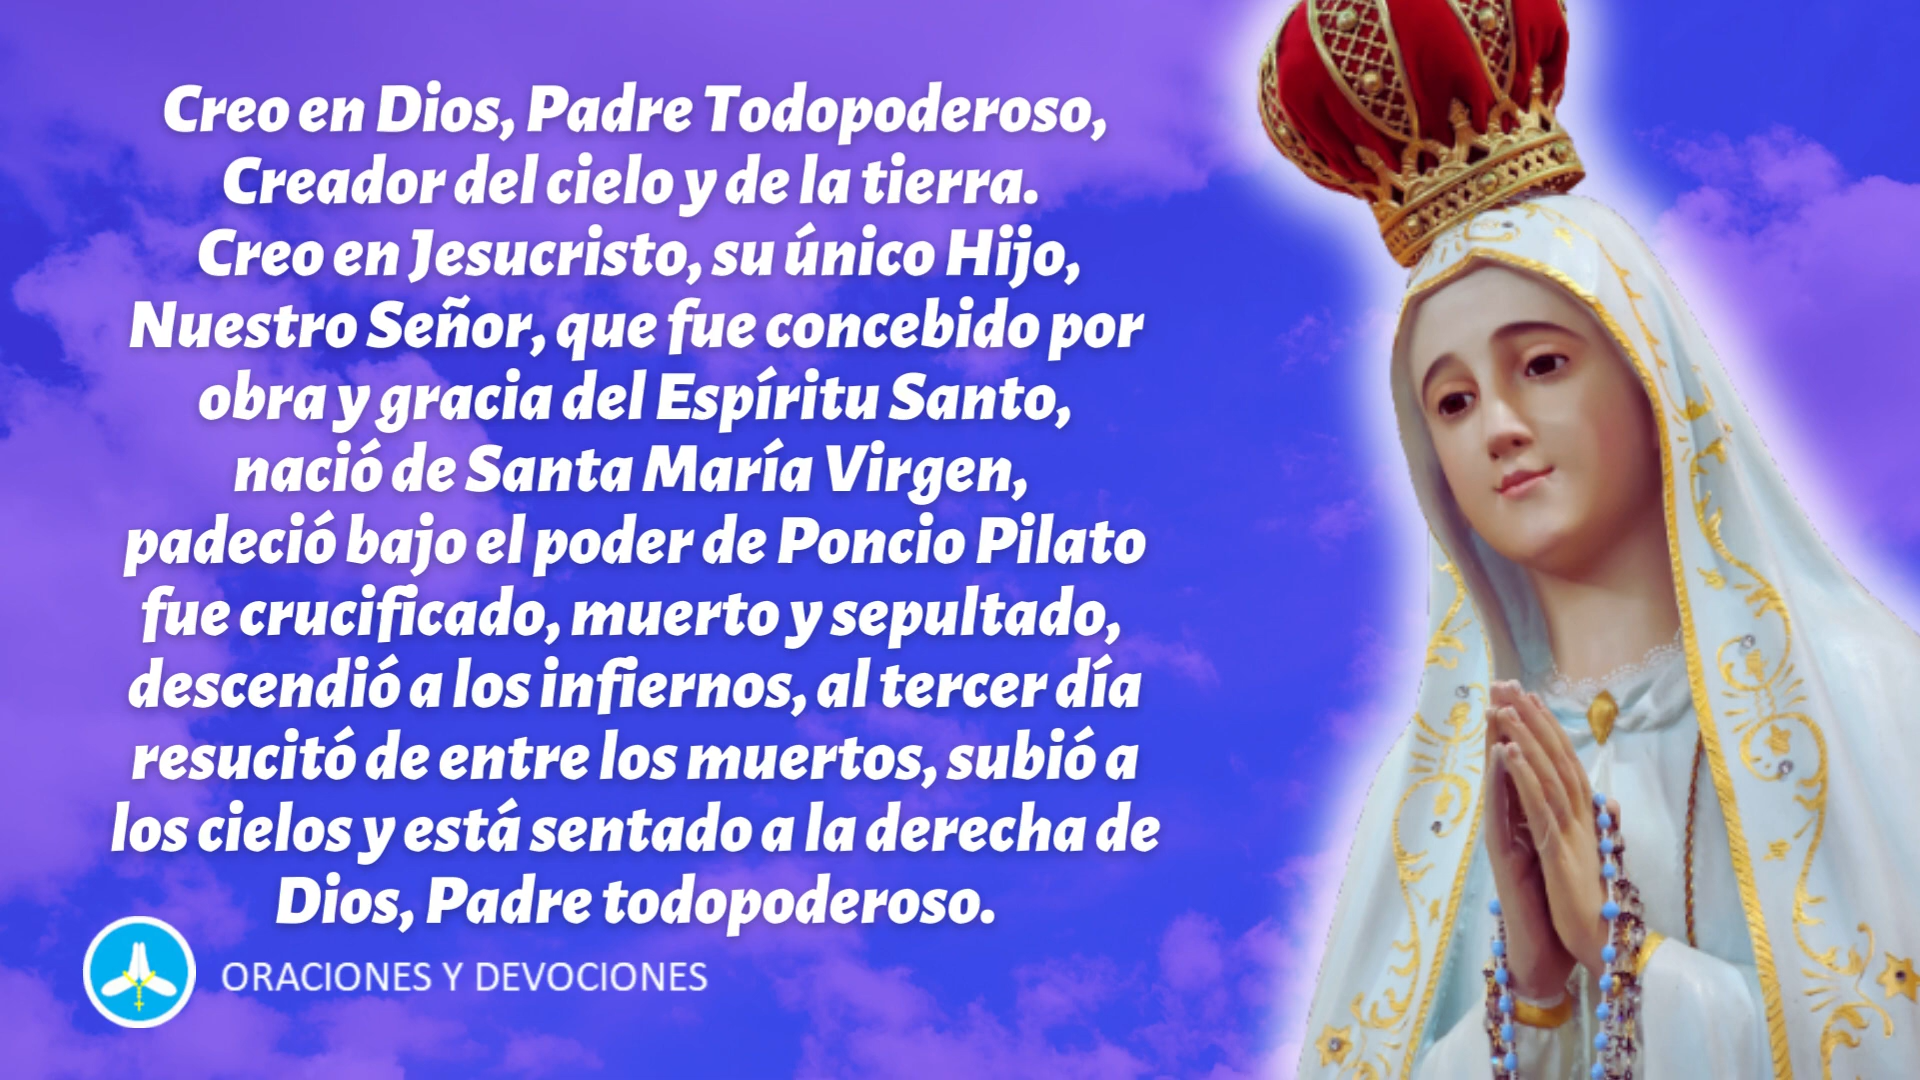 Creo en Dios, Padre Todopoderoso,
Creador del cielo y de la tierra.
Creo en Jesucristo, su único Hijo,
Nuestro Señor, que fue concebido por
obra y gracia del Espíritu Santo,
nació de Santa María Virgen,
padeció bajo el poder de Poncio Pilato
fue crucificado, muerto y sepultado,
descendió a los infiernos, al tercer día
resucitó de entre los muertos, subió a
los cielos y está sentado a la derecha de
Dios, Padre todopoderoso.
ORACIONES Y DEVOCIONES